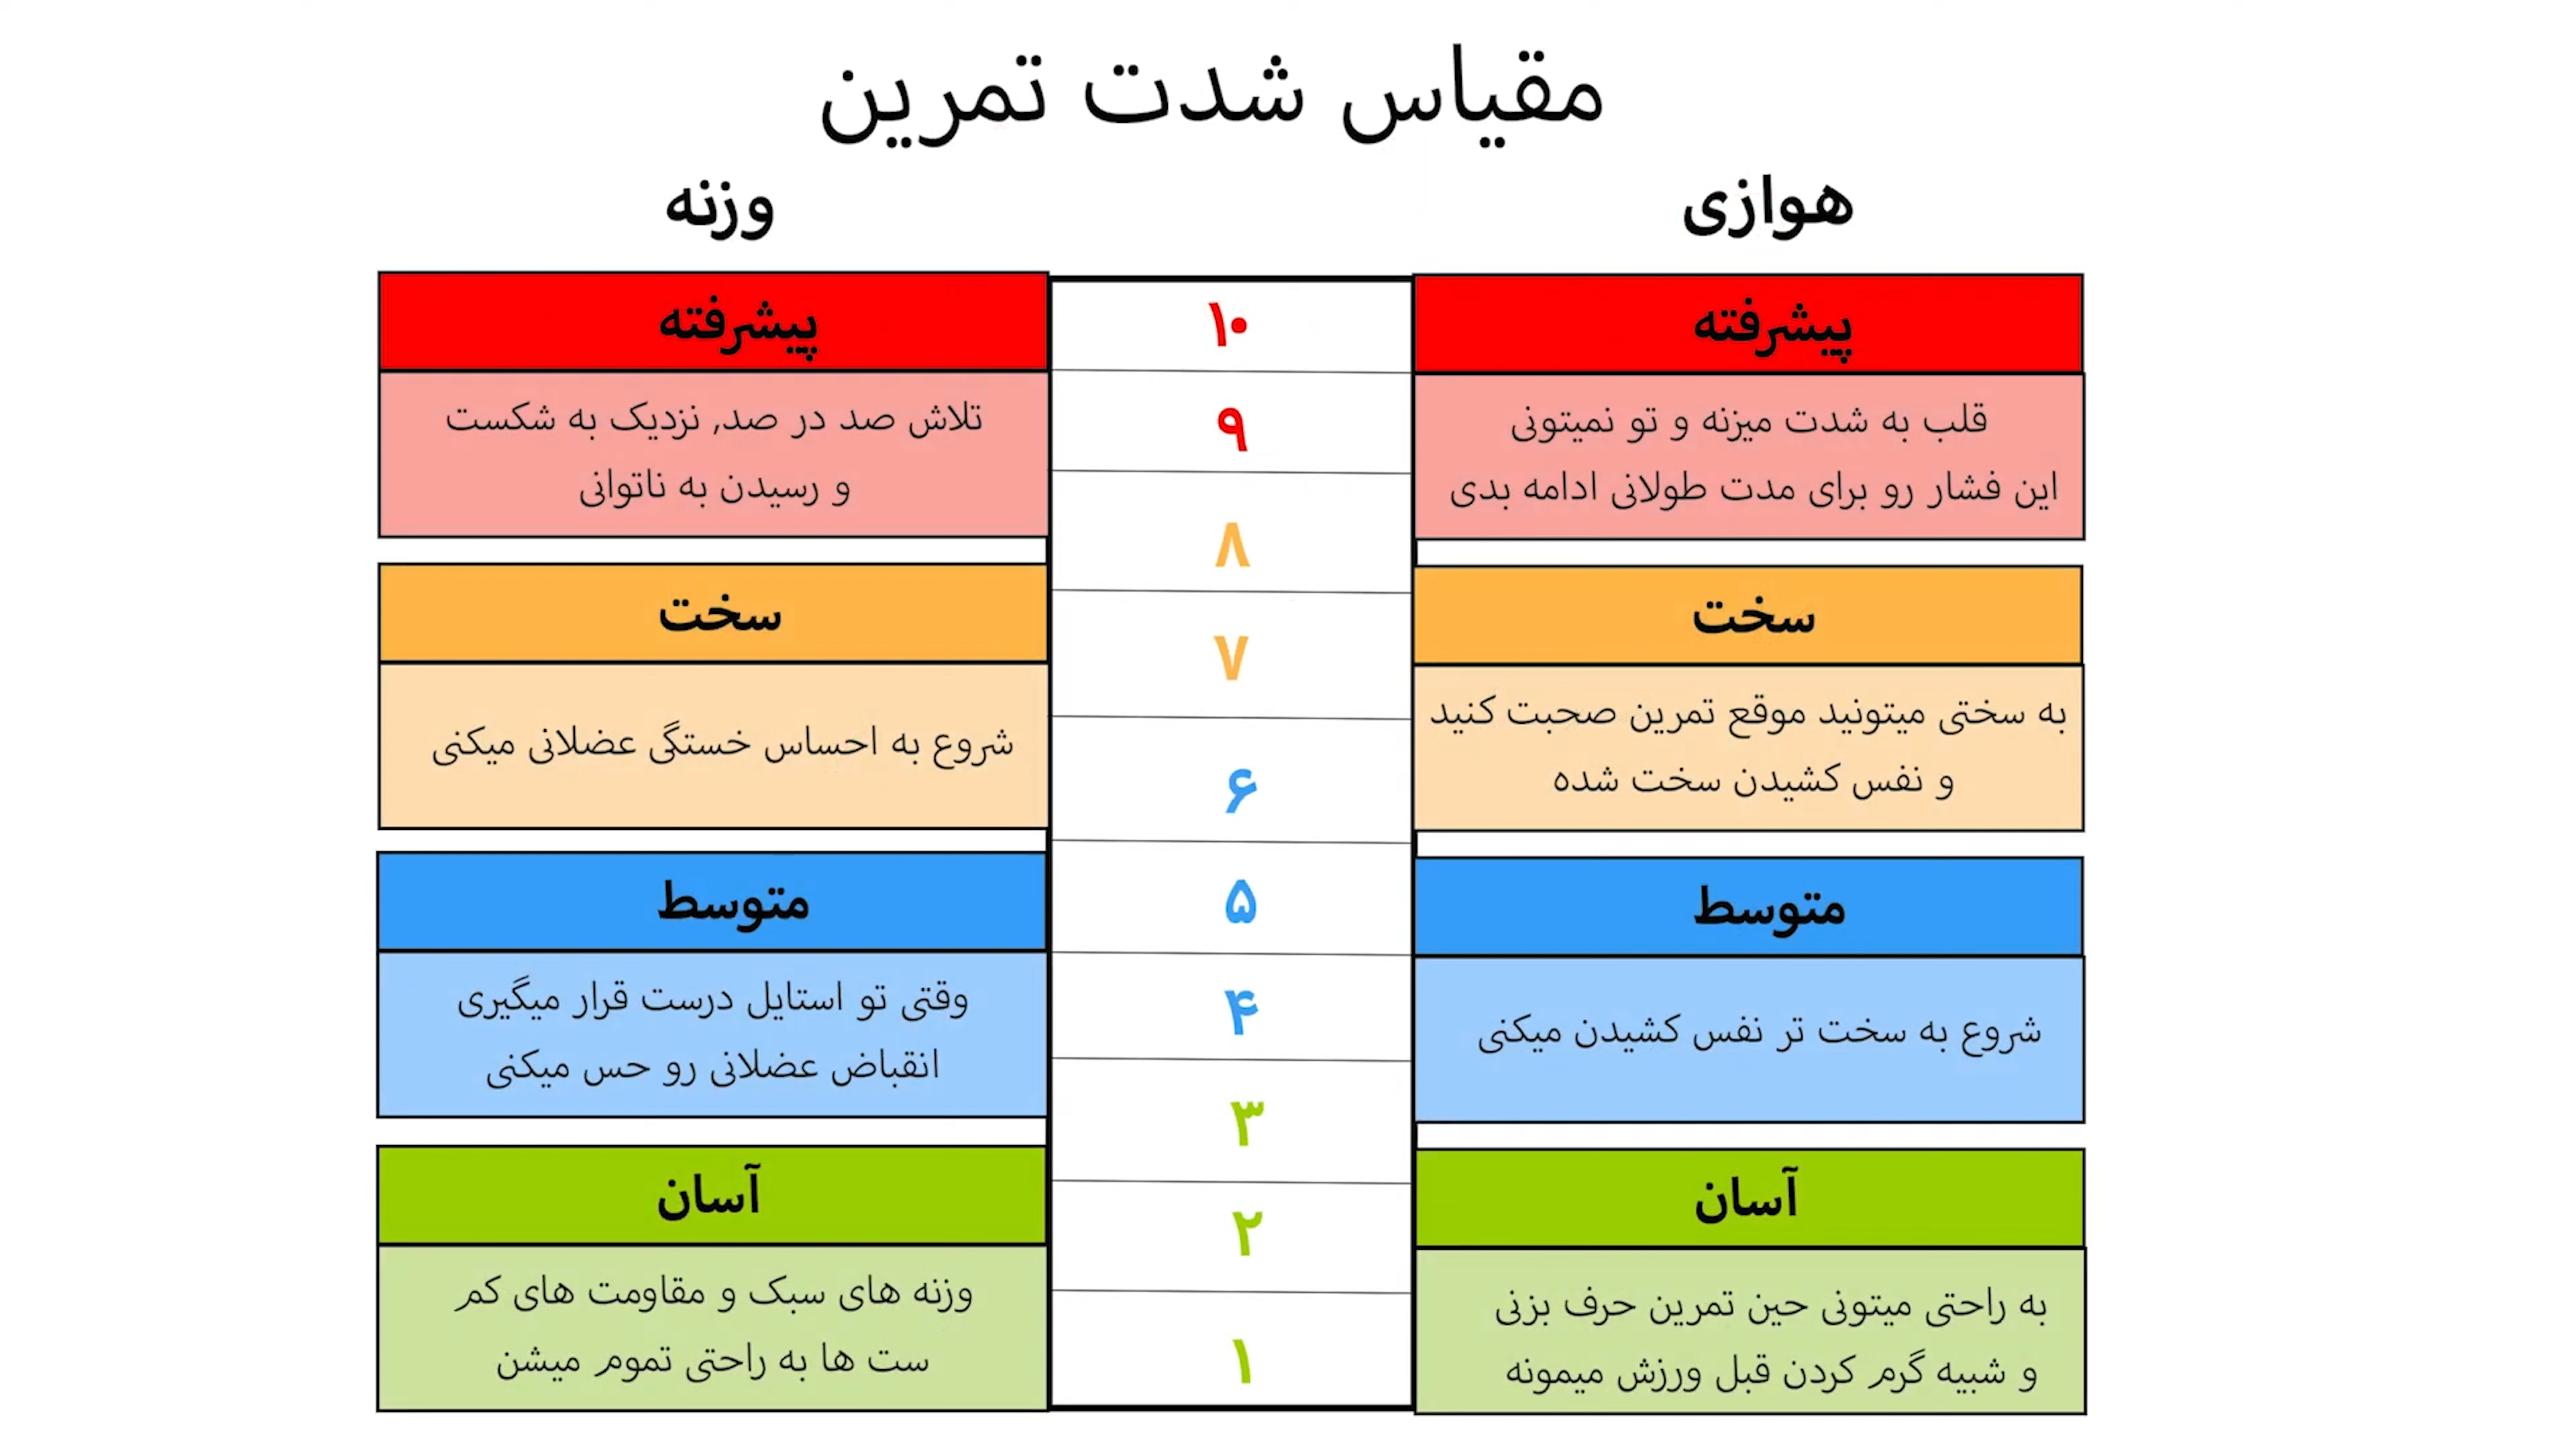 مقیاس شدت تمرین
هوازی
وزنه
پیشرفته
قلب به شدت میزنه و تو نمیتونی
این فشار رو برای مدت طولانی ادامه بدی
سخت
به سختی میتونید موقع تمرین صحبت کنید
و نفس کشیدن سخت شده
متوسط
شروع به سخت تر نفس کشیدن میکنی
آسان
به راحتی میتونی حین تمرین حرف بزنی
و شبیه گرم کردن قبل ورزش میمونه
۱۰
۹
۸
۷
۶
۵
۴
۳
۲
۱
پیشرفته
تلاش صد در صد, نزدیک به شکست
و رسیدن به ناتوانی
سخت
شروع به احساس خستگی عضلانی میکنی
متوسط
وقتی تو استایل درست قرار میگیری
انقباض عضلانی رو حس میکنی
آسان
وزنه های سبک و مقاومت های کم
ست ها به راحتی تموم میشن